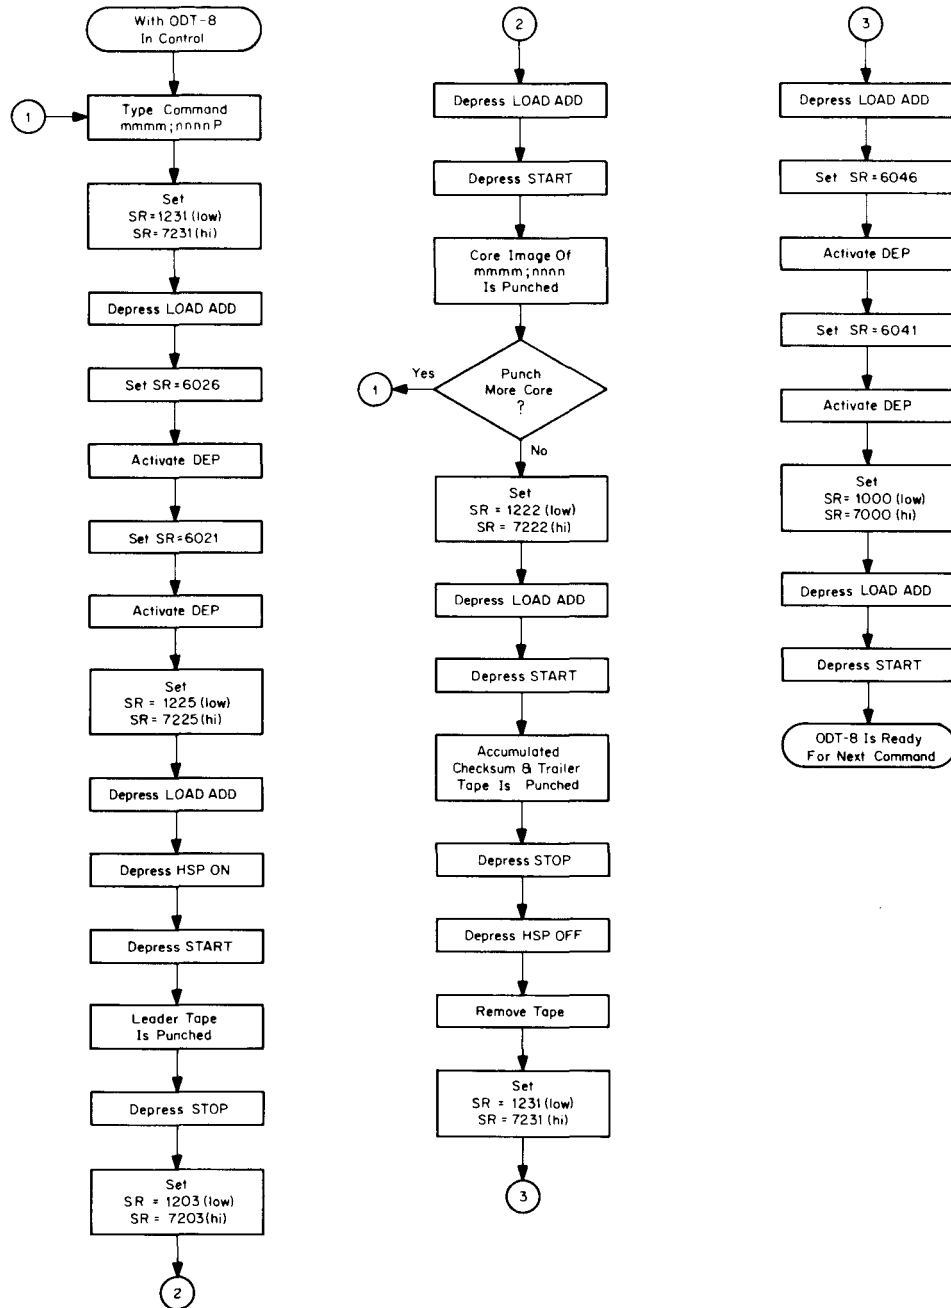 With ODT-8
In Control
1
Type Command
mmmm;nnnnP
Set
SR=1231(low)
SR=7231(hi)
Depress LOAD ADD
Set SR=6026
Activate DEP
Set SR=6021
Activate DEP
Set
SR = 1225(low)
SR= 7225(hi)
Depress LOAD ADD
Depress HSP ON
Depress START
Leader Tape
Is Punched
Depress STOP
Set
SR = 1203(low)
SR = 7203(hi)
2
2
Depress LOAD ADD
Depress START
Core Image Of
mmmm;nnnn
Is Punched
Punch
More Core
?
Yes
1
No
Set
SR = 1222(low)
SR = 7222(hi)
Depress LOAD ADD
Depress START
Accumulated
Checksum & Trailer
Tape Is Punched
Depress STOP
Depress HSP OFF
Remove Tape
Set
SR = 1231(low)
SR = 7231(hi)
3
3
Depress LOAD ADD
Set SR=6046
Activate DEP
Set SR=6041
Activate DEP
Set
SR= 1000(low)
SR=7000(hi)
Depress LOAD ADD
Depress START
ODT-8 Is Ready
For Next Command